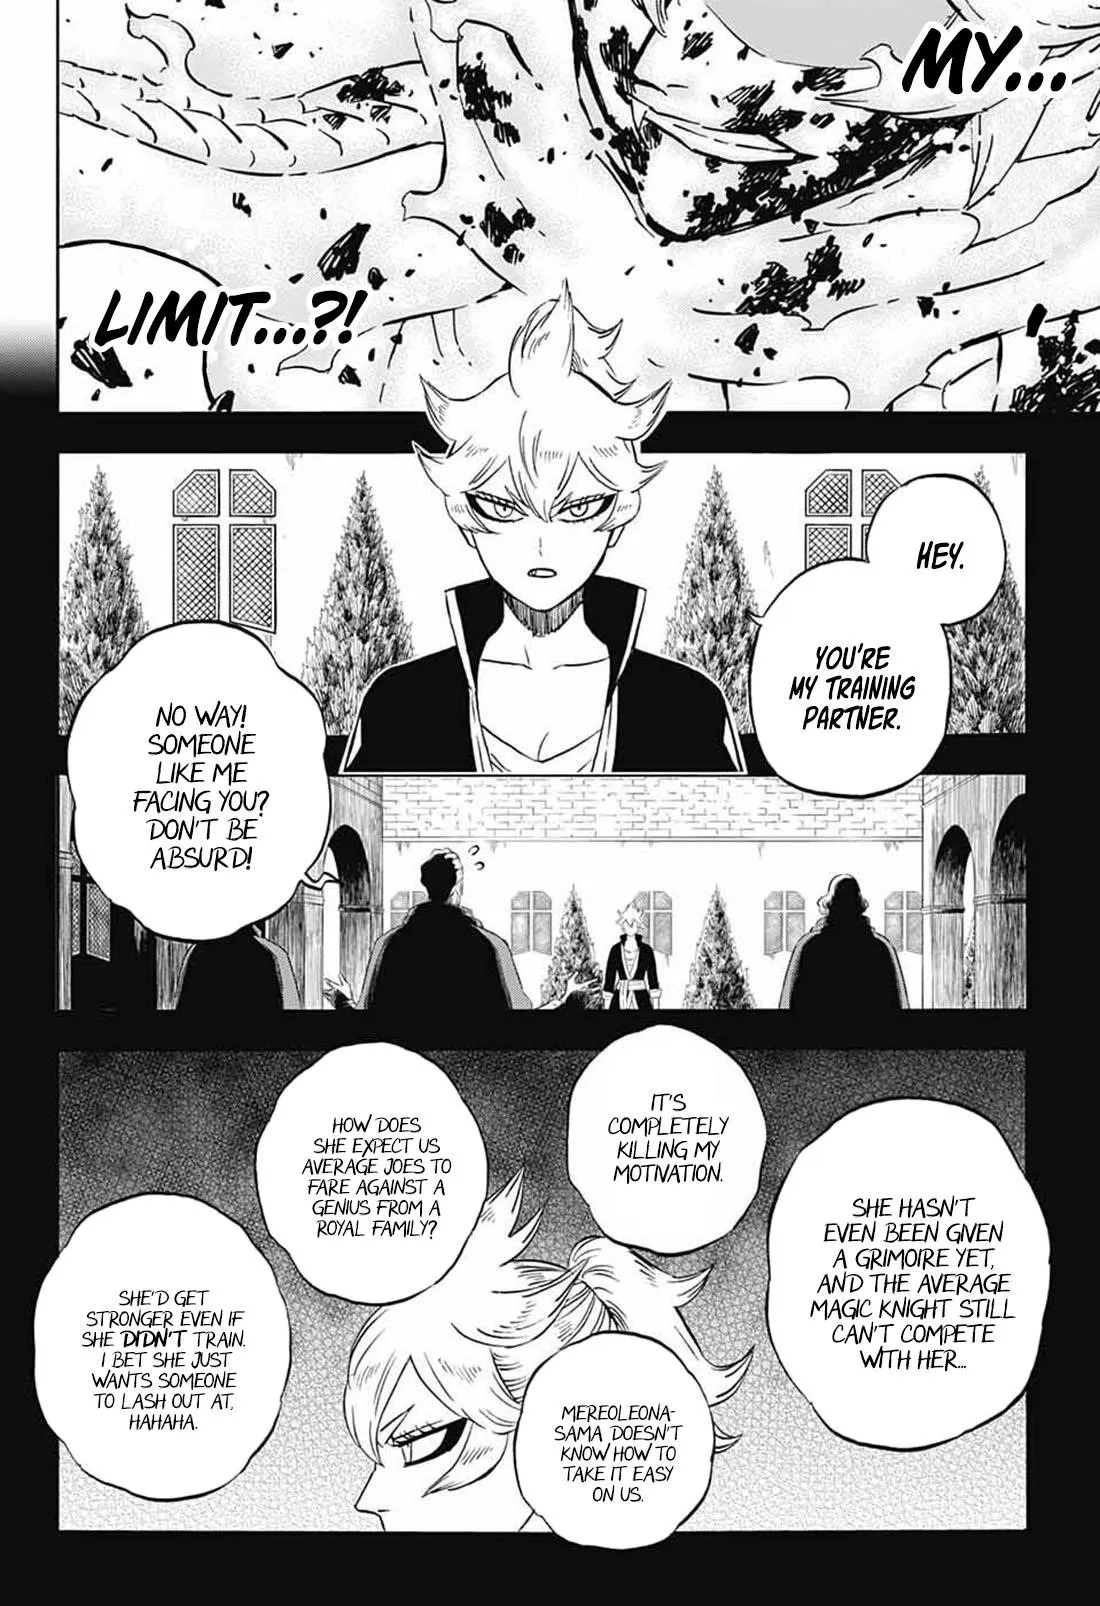 MY...
LIMIT...?!
HEY.
YOU'RE
MY TRAINING
PARTNER.
NO WAY!
SOMEONE
LIKE ME
FACING YOU?
DON'T BE
ABSURD!
SHE HASN'T
EVEN BEEN GIVEN
A GRIMOIRE YET,
AND THE AVERAGE
MAGIC KNIGHT STILL
CAN'T COMPETE
WITH HER...
IT'S
COMPLETELY
KILLING MY
MOTIVATION.
HOW DOES
SHE EXPECT US
AVERAGE JOES TO
FARE AGAINST A
GENIUS FROM A
ROYAL FAMILY?
MEREOLEONA-
SAMA DOESN'T
KNOW HOW TO
TAKE IT EASY
ON US.
SHE'D GET
STRONGER EVEN IF
SHE DIDN'T TRAIN.
I BET SHE JUST
WANTS SOMEONE
TO LASH OUT AT,
HAHAHA.